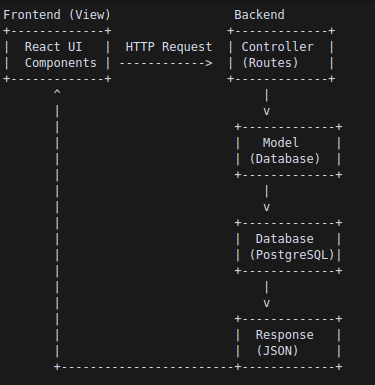 Frontend (View)                 Backend
+-------------+                +-------------+
|  React UI   |  HTTP Request  | Controller  |
|  Components | ------------>  | (Routes)    |
+-------------+                +-------------+
       ^                            |
       |                            v
       |                        +-------------+
       |                        |   Model     |
       |                        | (Database)  |
       |                        +-------------+
       |                            |
       |                            v
       |                        +-------------+
       |                        |  Database   |
       |                        | (PostgreSQL)|
       |                        +-------------+
       |                            |
       |                            v
       |                        +-------------+
       |                        |  Response   |
       |                        |  (JSON)     |
       +------------------------+-------------+